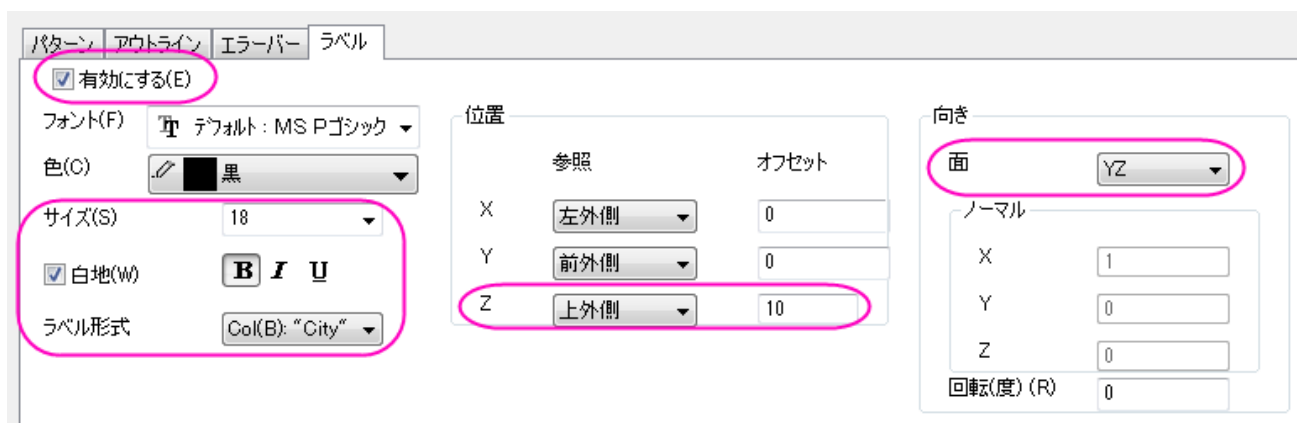 パターン アウトライン エラーバー ラベル
有効にする(E)
フォント(F) デフォルト : MS Pゴシック
色(C) 黒
サイズ(S) 18
白地(W) B I U
ラベル形式 Col(B): "City"
位置
参照 オフセット
X 左外側 0
Y 前外側 0
Z 上外側 10
向き
面 YZ
ノーマル
X 1
Y 0
Z 0
回転(度) (R) 0